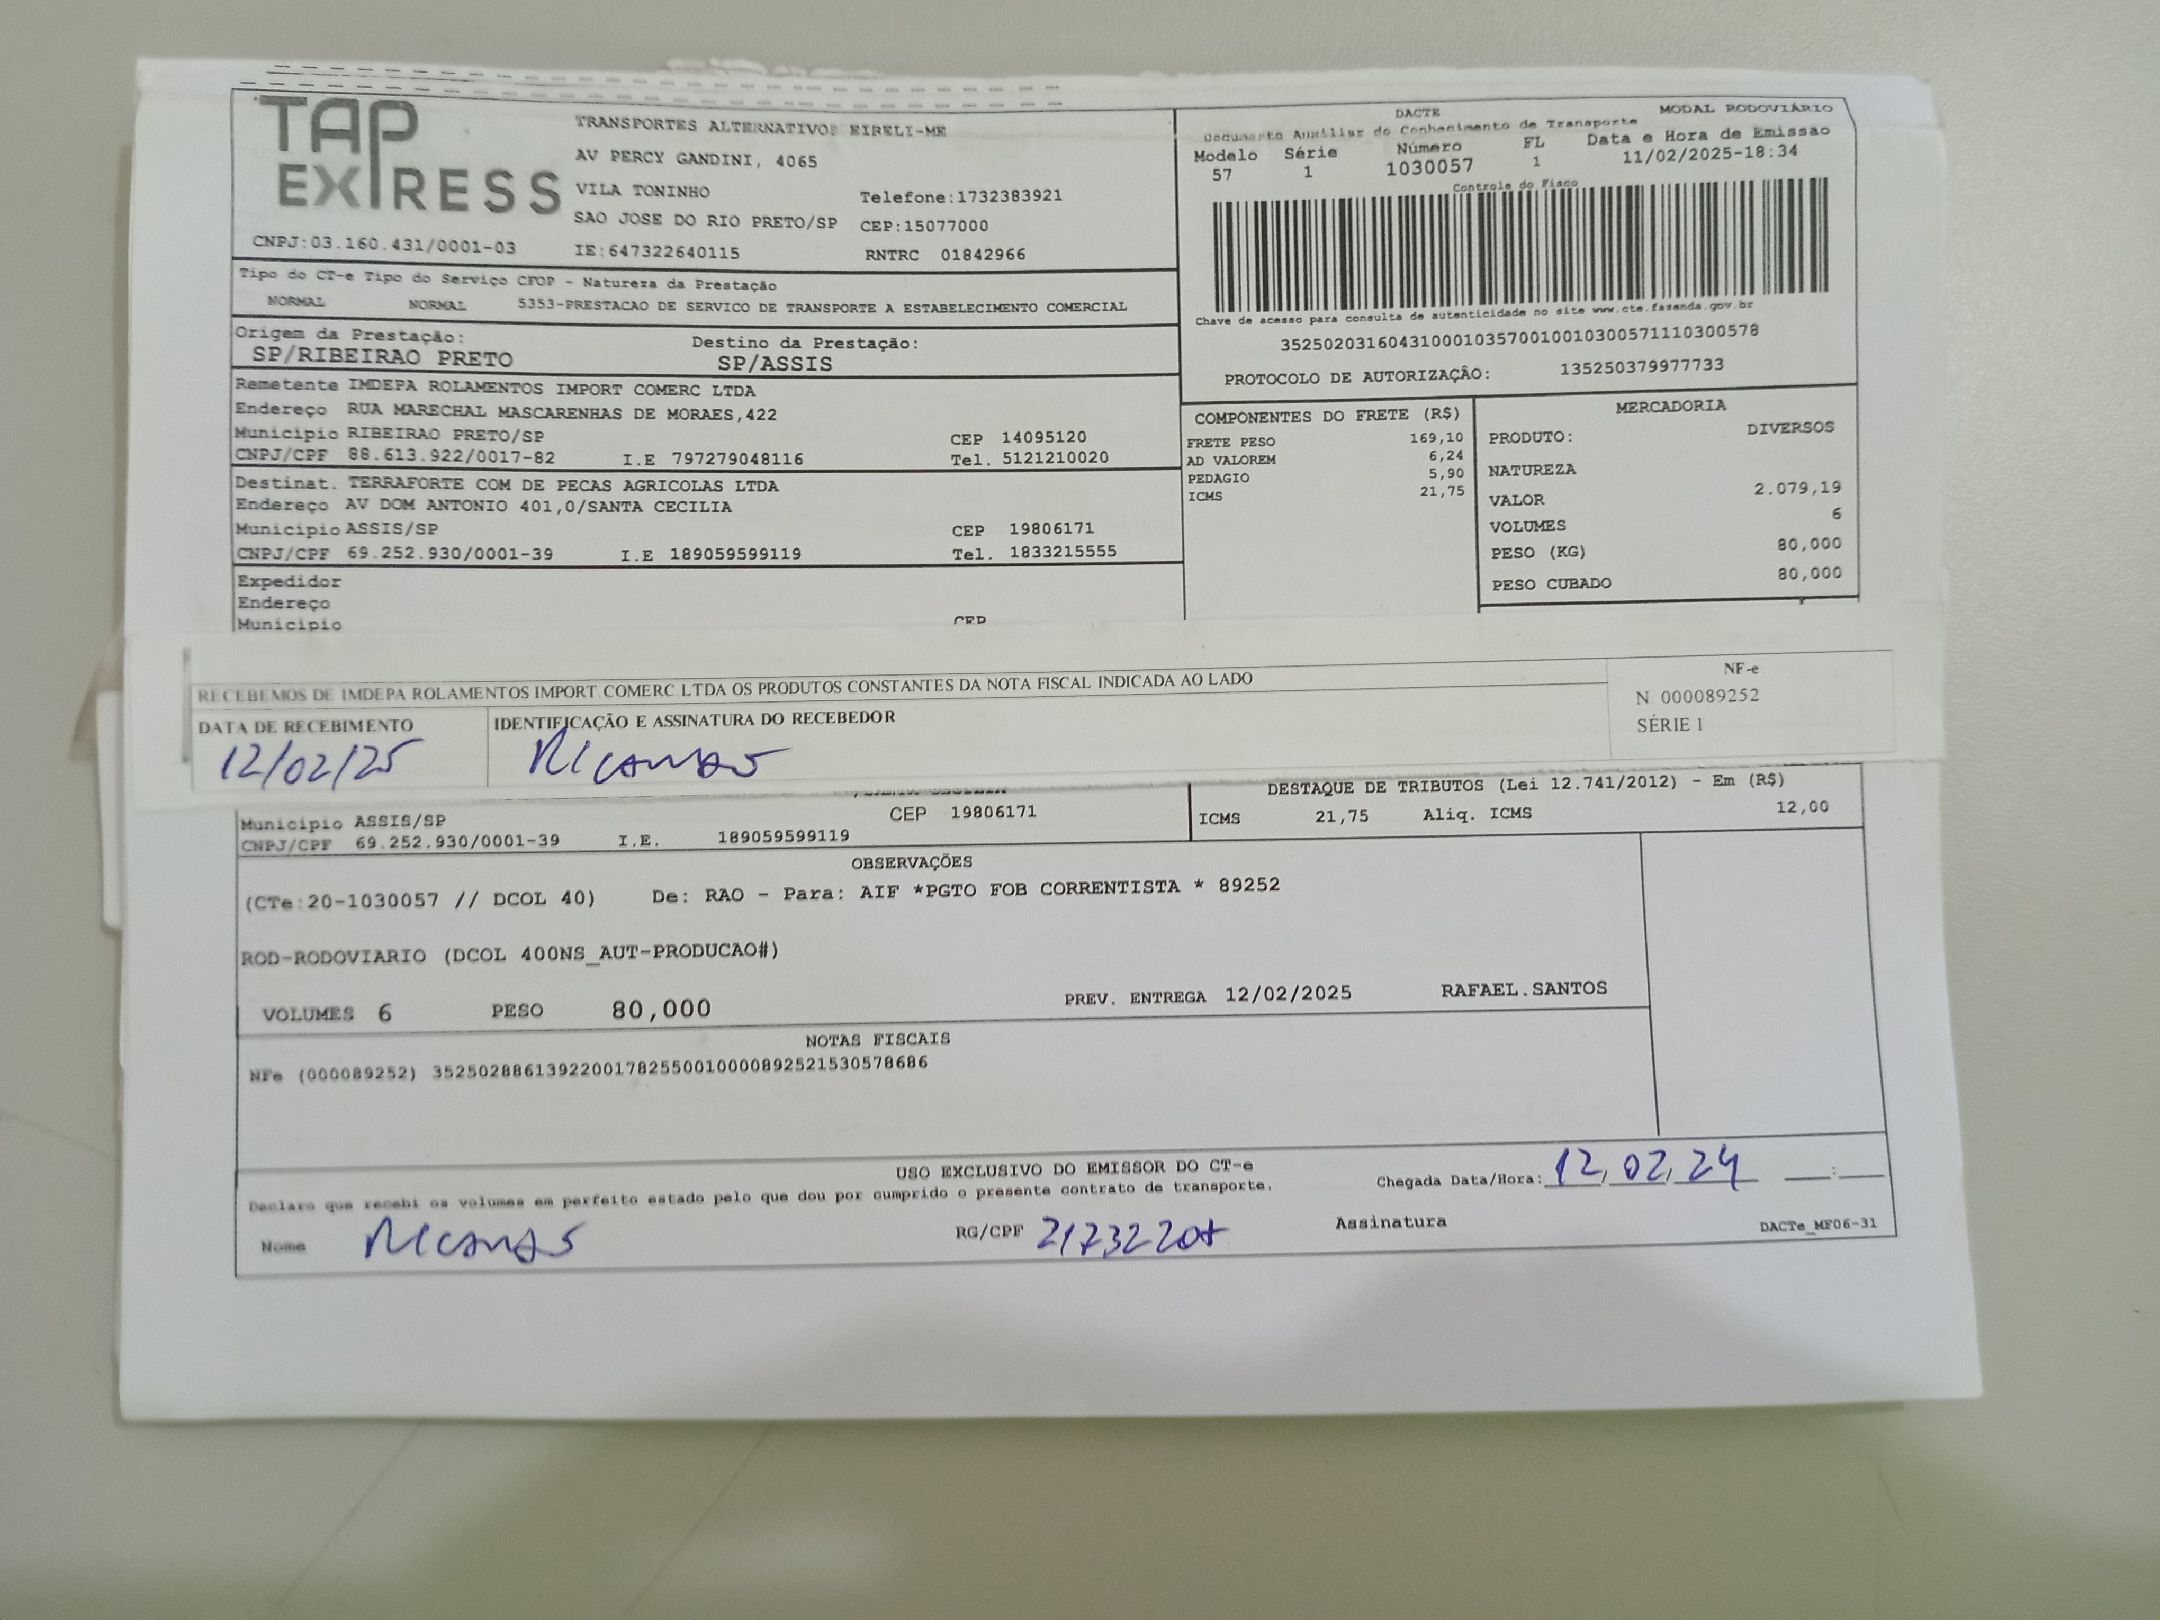 TAP EXPRESS
TRANSPORTES ALTERNATIVOS EIRELI-ME
AV PERCY GANDINI, 4065
VILA TONINHO Telefone:1732383921
SAO JOSE DO RIO PRETO/SP CEP:15077000
CNPJ:03.160.431/0001-03 IE:647322640115 RNTRC 01842966
DACTE MODAL RODOVIÁRIO
Documento Auxiliar do Conhecimento de Transporte
Modelo Série Número FL Data e Hora de Emissão
57 1 1030057 1 11/02/2025-18:34
Controle do Fisco
Chave de acesso para consulta de autenticidade no site www.cte.fazenda.gov.br
35250203160431000103570010010300571110300578
PROTOCOLO DE AUTORIZAÇÂO: 135250379977733
Tipo do CT-e Tipo do Serviço CFOP - Natureza da Prestação
NORMAL NORMAL 5353-PRESTACAO DE SERVICO DE TRANSPORTE A ESTABELECIMENTO COMERCIAL
Origem da Prestação: Destino da Prestação:
SP/RIBEIRAO PRETO SP/ASSIS
Remetente IMDEPA ROLAMENTOS IMPORT COMERC LTDA
Endereço RUA MARECHAL MASCARENHAS DE MORAES,422
Municipio RIBEIRAO PRETO/SP CEP 14095120
CNPJ/CPF 88.613.922/0017-82 I.E 797279048116 Tel. 5121210020
Destinat. TERRAFORTE COM DE PECAS AGRICOLAS LTDA
Endereço AV DOM ANTONIO 401,0/SANTA CECILIA
Municipio ASSIS/SP CEP 19806171
CNPJ/CPF 69.252.930/0001-39 I.E 189059599119 Tel. 1833215555
Expedidor
Endereço
Municipio CEP
COMPONENTES DO FRETE (R$)
FRETE PESO 169,10
AD VALOREM 6,24
PEDAGIO 5,90
ICMS 21,75
MERCADORIA
PRODUTO: DIVERSOS
NATUREZA
VALOR 2.079,19
VOLUMES 6
PESO (KG) 80,000
PESO CUBADO 80,000
RECEBEMOS DE IMDEPA ROLAMENTOS IMPORT COMERC LTDA OS PRODUTOS CONSTANTES DA NOTA FISCAL INDICADA AO LADO
NF-e
N. 000089252
SÉRIE 1
DATA DE RECEBIMENTO IDENTIFICAÇÃO E ASSINATURA DO RECEBEDOR
12/02/25
Municipio ASSIS/SP CEP 19806171
CNPJ/CPF 69.252.930/0001-39 I.E. 189059599119
DESTAQUE DE TRIBUTOS (Lei 12.741/2012) - Em (R$)
ICMS 21,75 Aliq. ICMS 12,00
OBSERVAÇÕES
(CTe:20-1030057 // DCOL 40) De: RAO - Para: AIF *PGTO FOB CORRENTISTA * 89252
ROD-RODOVIARIO (DCOL 400NS_AUT-PRODUCAO#)
VOLUMES 6 PESO 80,000 PREV. ENTREGA 12/02/2025 RAFAEL.SANTOS
NOTAS FISCAIS
NFe (000089252) 35250288613922001782550010000892521530578686
USO EXCLUSIVO DO EMISSOR DO CT-e
Declaro que recebi os volumes em perfeito estado pelo que dou por cumprido o presente contrato de transporte.
Chegada Data/Hora: 12,02,24 :
Nome RG/CPF Assinatura DACTe_MF06-31